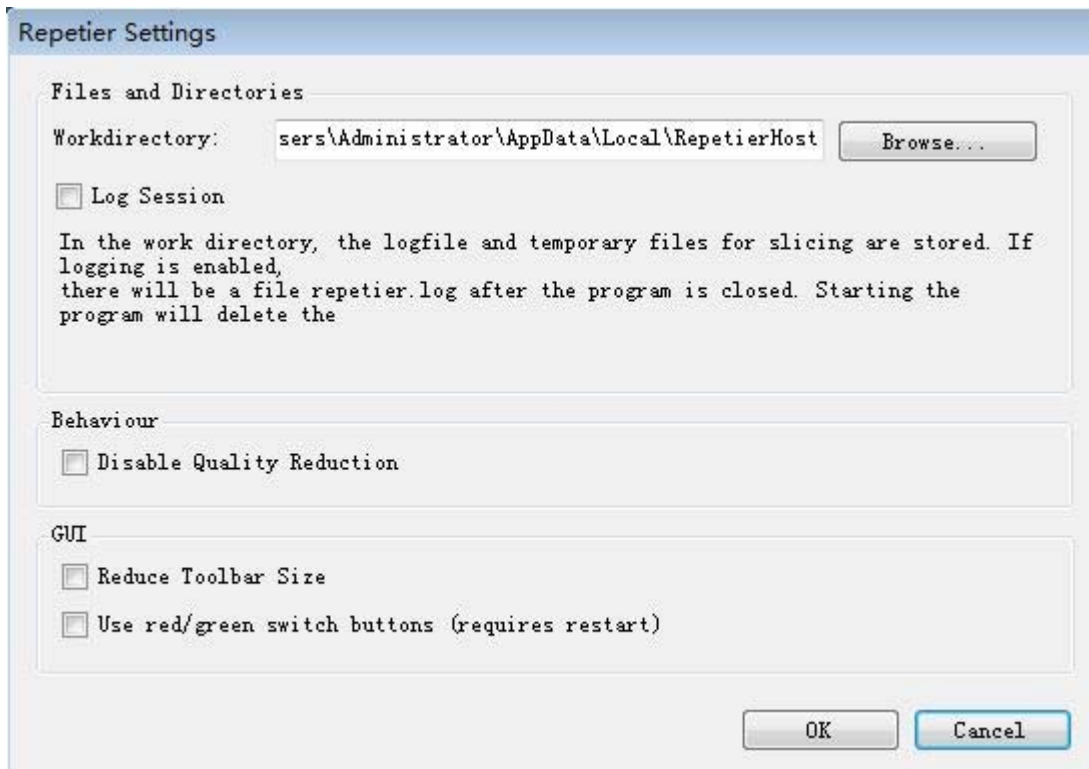 Repetier Settings
Files and Directories
Workdirectory:
sers\Administrator\AppData\Local\RepetierHost
Browse...
Log Session
In the work directory, the logfile and temporary files for slicing are stored. If
logging is enabled,
there will be a file repetier.log after the program is closed. Starting the
program will delete the
Behaviour
Disable Quality Reduction
GUI
Reduce Toolbar Size
Use red/green switch buttons (requires restart)
OK
Cancel